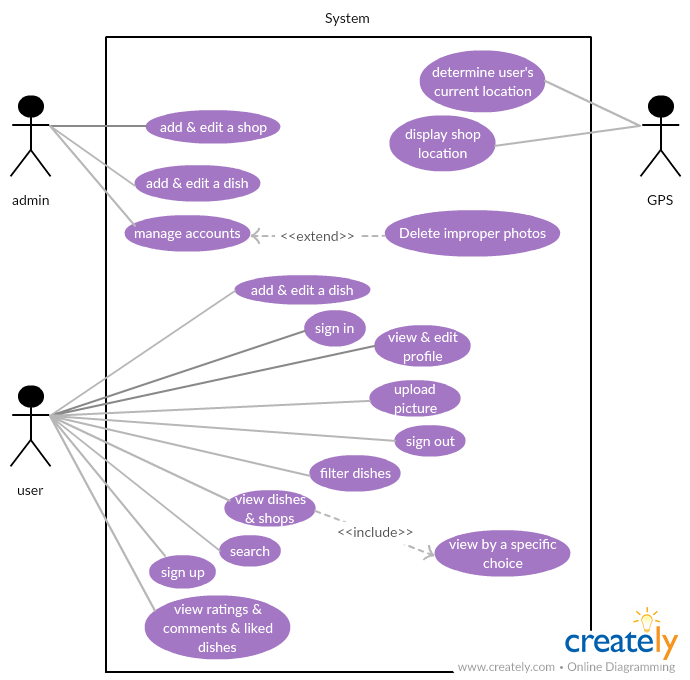 System
determine user's
current location
add & edit a shop
display shop
location
admin
GPS
add & edit a dish
manage accounts
<<extend>>
Delete improper photos
add & edit a dish
sign in
view & edit
profile
upload
picture
sign out
user
filter dishes
view dishes
& shops
<<include>>
view by a specific
choice
search
sign up
view ratings &
comments & liked
dishes
creately
www.creately.com • Online Diagramming